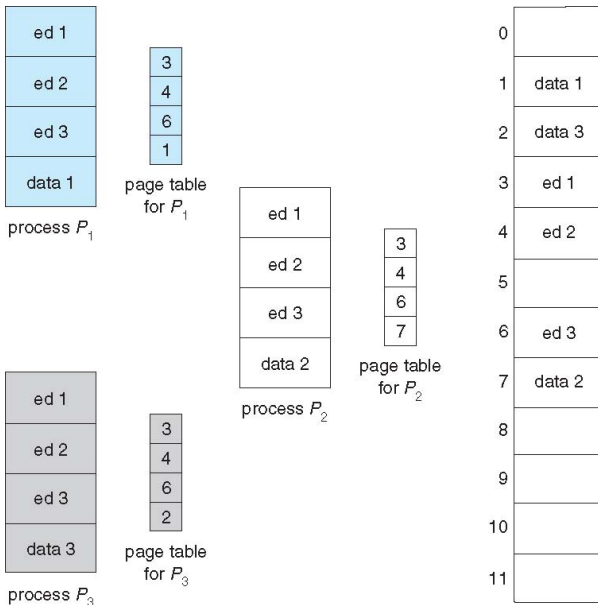 ed 1
ed 2
ed 3
data 1
process P1
3
4
6
1
page table
for P1
ed 1
ed 2
ed 3
data 2
process P2
3
4
6
7
page table
for P2
ed 1
ed 2
ed 3
data 3
process P3
3
4
6
2
page table
for P3
0
1 data 1
2 data 3
3 ed 1
4 ed 2
5
6 ed 3
7 data 2
8
9
10
11